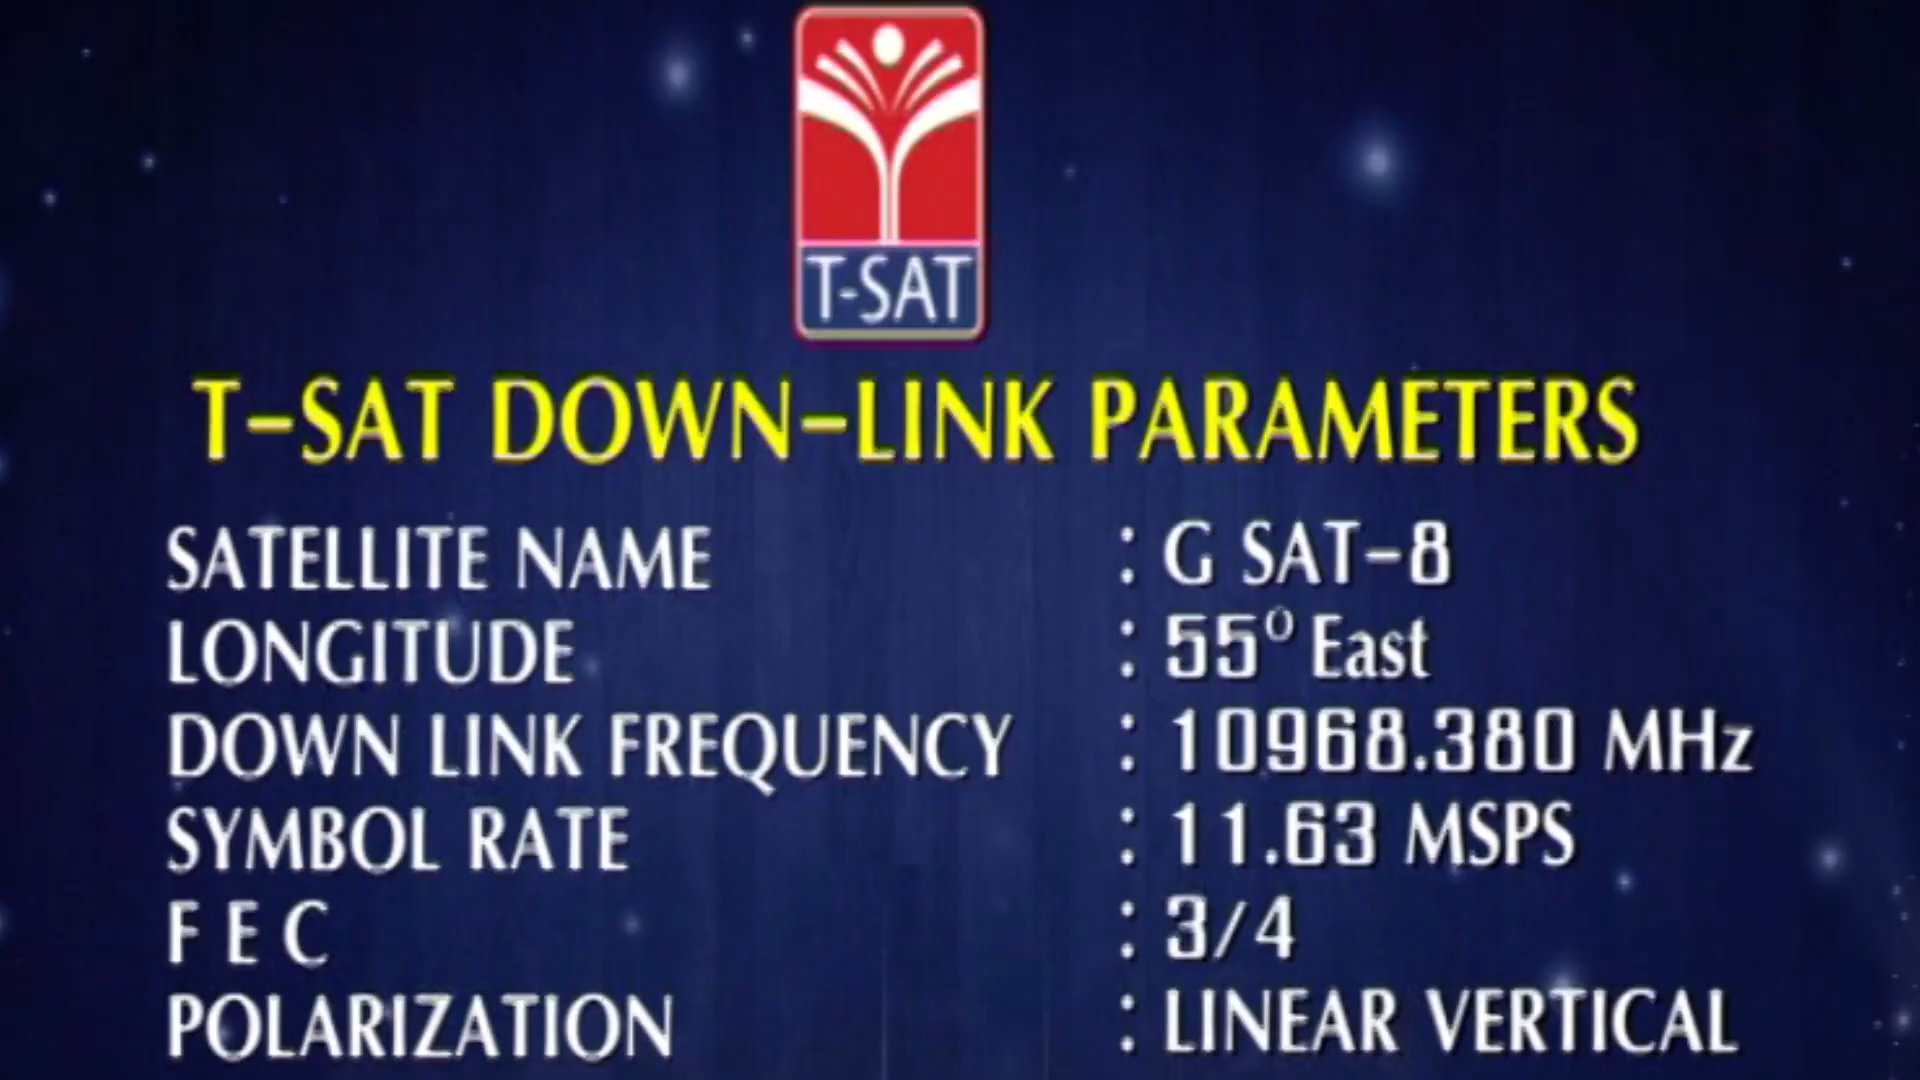 T-SAT
T-SAT DOWN-LINK PARAMETERS
SATELLITE NAME : G SAT-8
LONGITUDE : 55⁰ East
DOWN LINK FREQUENCY : 10968.380 MHz
SYMBOL RATE : 11.63 MSPS
F E C : 3/4
POLARIZATION : LINEAR VERTICAL